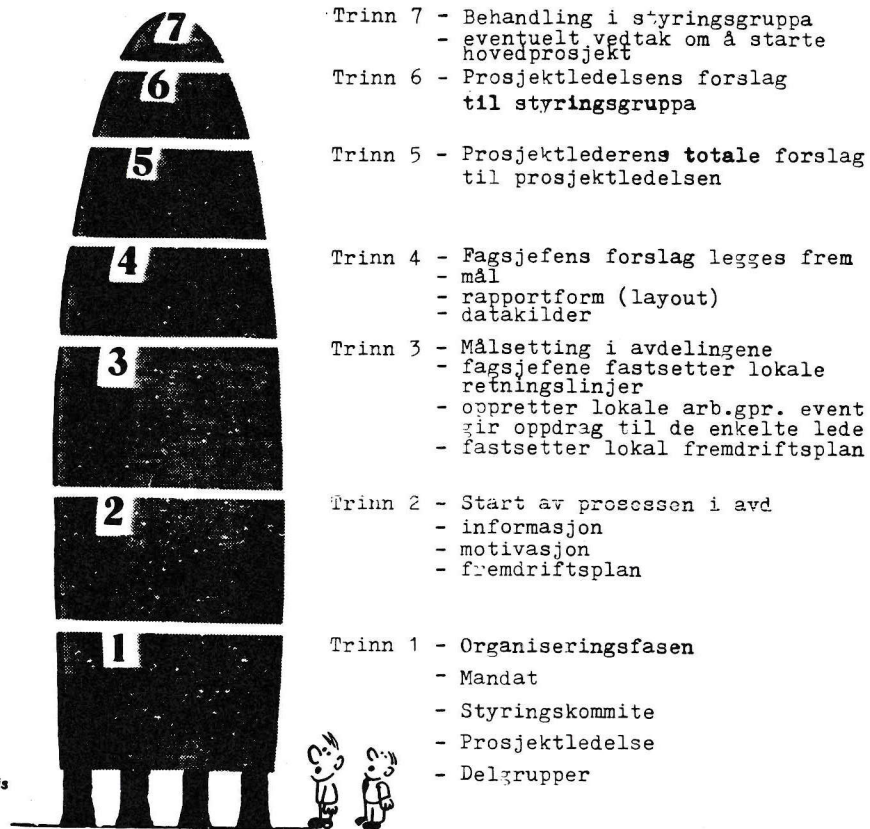 7
Trinn 7 - Behandling i styringsgruppa
- eventuelt vedtak om å starte
hovedprosjekt
6
Trinn 6 - Prosjektledelsens forslag
til styringsgruppa
5
Trinn 5 - Prosjektlederens totale forslag
til prosjektledelsen
4
Trinn 4 - Fagsjefens forslag legges frem
- mål
- rapportform (layout)
- datakilder
3
Trinn 3 - Målsetting i avdelingene
- fagsjefene fastsetter lokale
retningslinjer
- oppretter lokale arb.gpr. event
gir oppdrag til de enkelte lede
- fastsetter lokal fremdriftsplan
2
Trinn 2 - Start av prosessen i avd
- informasjon
- motivasjon
- fremdriftsplan
1
Trinn 1 - Organiseringsfasen
- Mandat
- Styringskommite
- Prosjektledelse
- Delgrupper